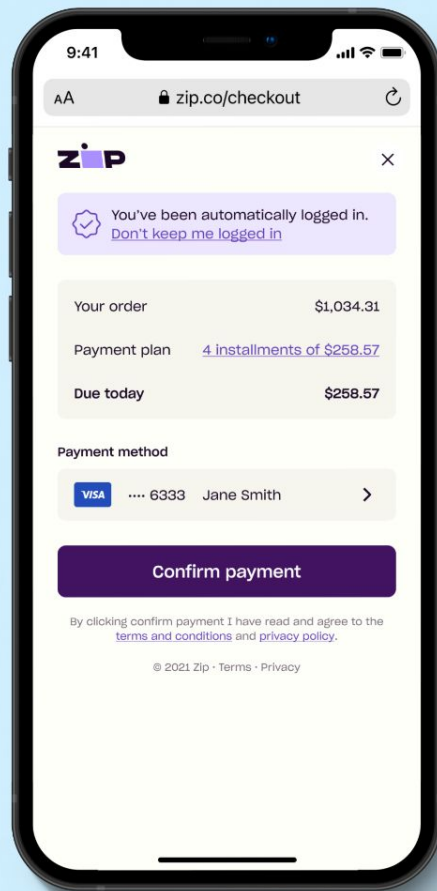 9:41
AA zip.co/checkout
zip
You've been automatically logged in.
Don't keep me logged in
Your order $1,034.31
Payment plan 4 installments of $258.57
Due today $258.57
Payment method
VISA ···· 6333 Jane Smith
Confirm payment
By clicking confirm payment I have read and agree to the
terms and conditions and privacy policy.
© 2021 Zip · Terms · Privacy